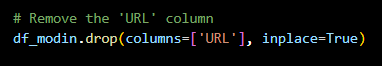 # Remove the 'URL' column
df_modin.drop(columns=['URL'], inplace=True)